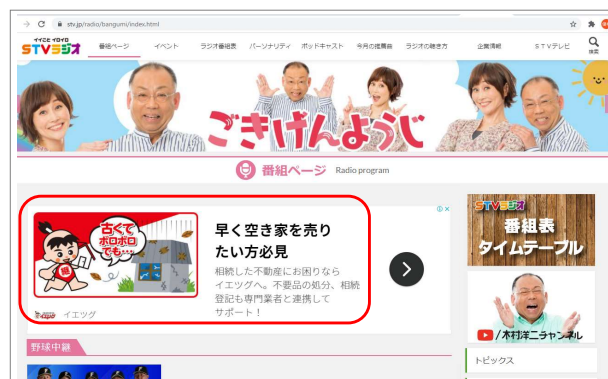 stv.jp/radio/bangumi/index.html
イイこと イロイロ
STVラジオ
番組ページ イベント ラジオ番組表 パーソナリティ ポッドキャスト 今月の推薦曲 ラジオの聴き方 企業情報 STVテレビ 検索
ごきげんようじ
番組ページ Radio program
古くて
ボロボロ
でも…
継
早く空き家を売り
たい方必見
相続した不動産にお困りなら
イエツグへ。不要品の処分、相続
登記も専門業者と連携して
サポート！
イエツグ
STVラジオ
番組表
タイムテーブル
/木村洋二チャンネル
野球中継
トピックス